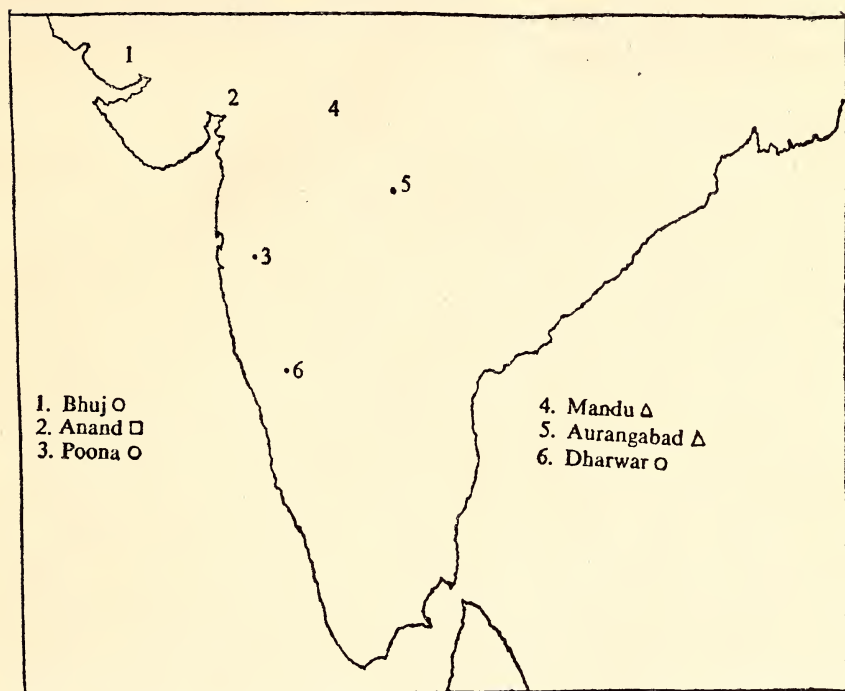 1
2
4
5
3
6
1. Bhuj ○
2. Anand □
3. Poona ○
4. Mandu △
5. Aurangabad △
6. Dharwar ○